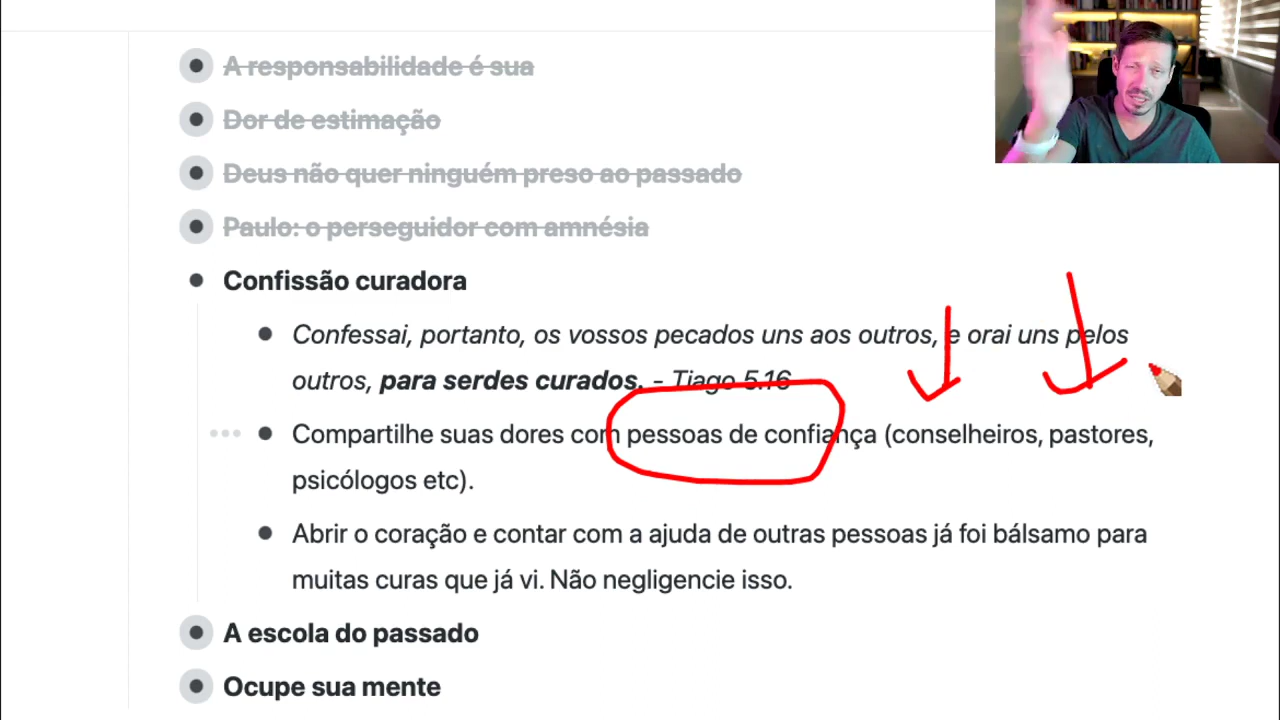 A responsabilidade é sua
Dor de estimação
Deus não quer ninguém preso ao passado
Paulo: o perseguidor com amnésia
Confissão curadora
Confessai, portanto, os vossos pecados uns aos outros, e orai uns pelos
outros, para serdes curados. - Tiago 5.16
Compartilhe suas dores com pessoas de confiança (conselheiros, pastores,
psicólogos etc).
Abrir o coração e contar com a ajuda de outras pessoas já foi bálsamo para
muitas curas que já vi. Não negligencie isso.
A escola do passado
Ocupe sua mente